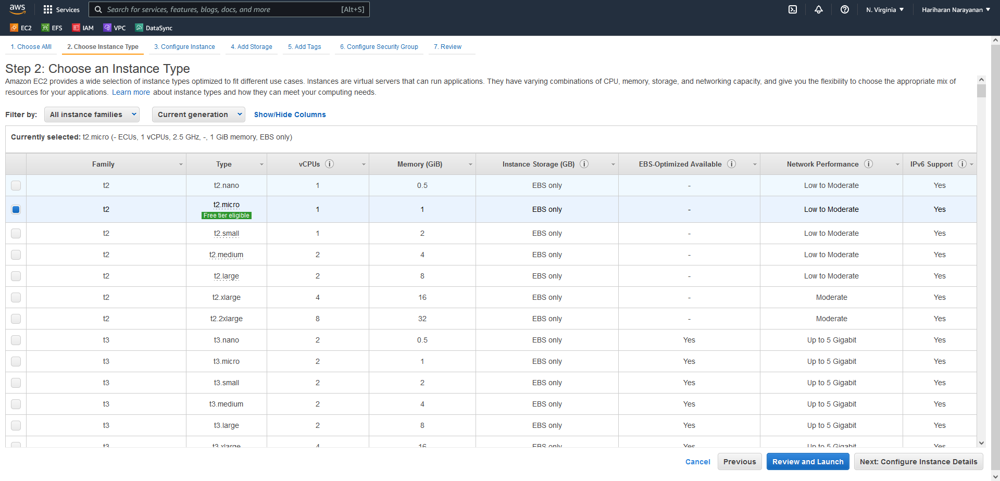 aws Services Search for services, features, blogs, docs, and more [Alt+S] N. Virginia Hariharan Narayanan
EC2 EFS IAM VPC DataSync
1. Choose AMI 2. Choose Instance Type 3. Configure Instance 4. Add Storage 5. Add Tags 6. Configure Security Group 7. Review
Step 2: Choose an Instance Type
Amazon EC2 provides a wide selection of instance types optimized to fit different use cases. Instances are virtual servers that can run applications. They have varying combinations of CPU, memory, storage, and networking capacity, and give you the flexibility to choose the appropriate mix of
resources for your applications. Learn more about instance types and how they can meet your computing needs.
Filter by: All instance families Current generation Show/Hide Columns
Currently selected: t2.micro (- ECUs, 1 vCPUs, 2.5 GHz, -, 1 GiB memory, EBS only)
Family Type vCPUs i Memory (GiB) Instance Storage (GB) i EBS-Optimized Available i Network Performance i IPv6 Support i
t2 t2.nano 1 0.5 EBS only - Low to Moderate Yes
t2 t2.micro 1 1 EBS only - Low to Moderate Yes
Free tier eligible
t2 t2.small 1 2 EBS only - Low to Moderate Yes
t2 t2.medium 2 4 EBS only - Low to Moderate Yes
t2 t2.large 2 8 EBS only - Low to Moderate Yes
t2 t2.xlarge 4 16 EBS only - Moderate Yes
t2 t2.2xlarge 8 32 EBS only - Moderate Yes
t3 t3.nano 2 0.5 EBS only Yes Up to 5 Gigabit Yes
t3 t3.micro 2 1 EBS only Yes Up to 5 Gigabit Yes
t3 t3.small 2 2 EBS only Yes Up to 5 Gigabit Yes
t3 t3.medium 2 4 EBS only Yes Up to 5 Gigabit Yes
t3 t3.large 2 8 EBS only Yes Up to 5 Gigabit Yes
t3 t3.xlarge 4 16 EBS only Yes Up to 5 Gigabit Yes
Cancel Previous Review and Launch Next: Configure Instance Details